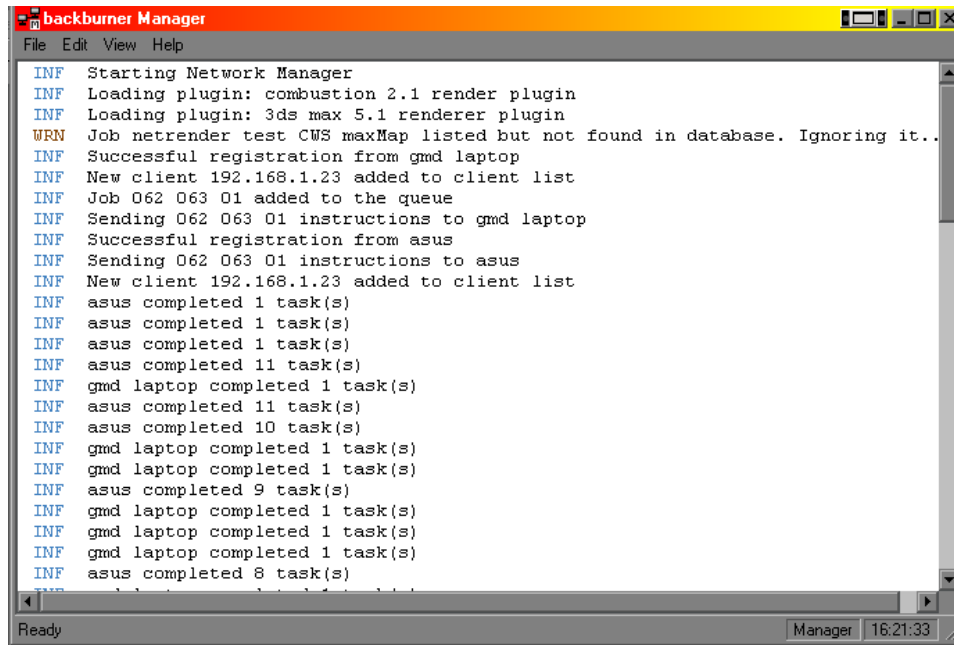 backburner Manager
File Edit View Help
INF Starting Network Manager
INF Loading plugin: combustion 2.1 render plugin
INF Loading plugin: 3ds max 5.1 renderer plugin
WRN Job netrender test CWS maxMap listed but not found in database. Ignoring it..
INF Successful registration from gmd laptop
INF New client 192.168.1.23 added to client list
INF Job 062 063 01 added to the queue
INF Sending 062 063 01 instructions to gmd laptop
INF Successful registration from asus
INF Sending 062 063 01 instructions to asus
INF New client 192.168.1.23 added to client list
INF asus completed 1 task(s)
INF asus completed 1 task(s)
INF asus completed 1 task(s)
INF asus completed 11 task(s)
INF gmd laptop completed 1 task(s)
INF asus completed 11 task(s)
INF asus completed 10 task(s)
INF gmd laptop completed 1 task(s)
INF gmd laptop completed 1 task(s)
INF asus completed 9 task(s)
INF gmd laptop completed 1 task(s)
INF gmd laptop completed 1 task(s)
INF gmd laptop completed 1 task(s)
INF asus completed 8 task(s)
Ready Manager 16:21:33